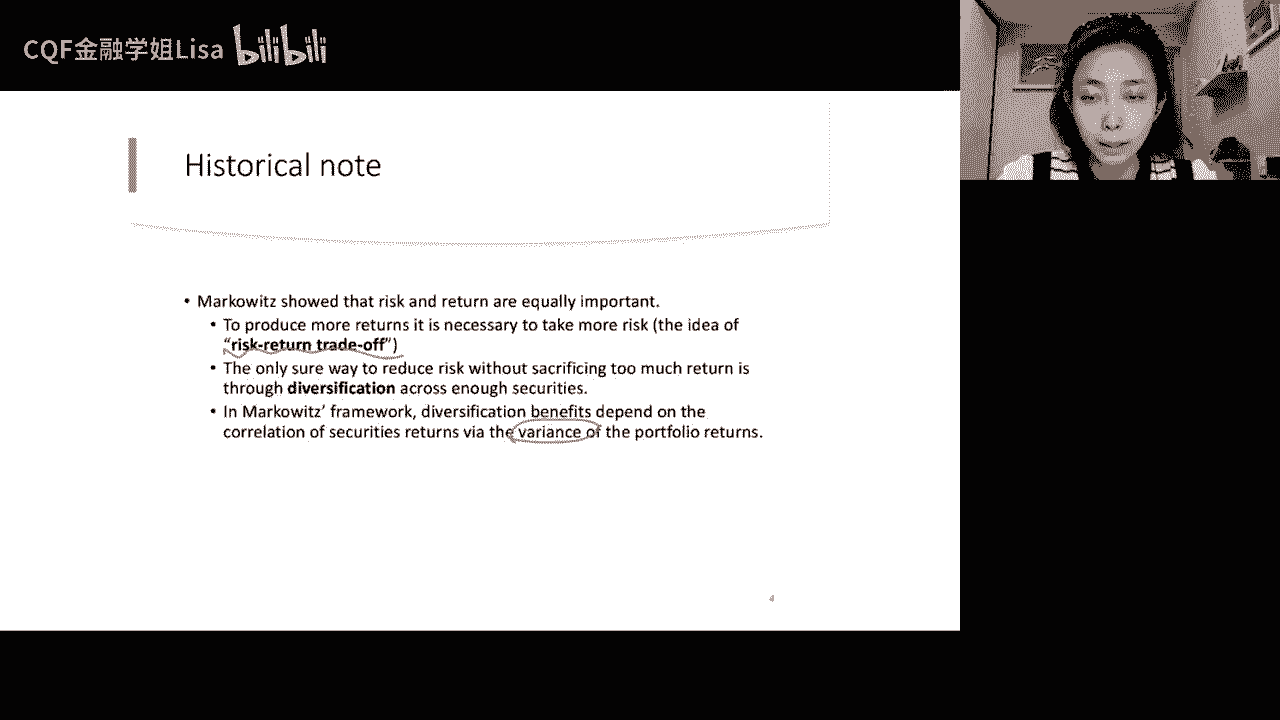 CQF金融学姐Lisa bilibili
Historical note
• Markowitz showed that risk and return are equally important.
• To produce more returns it is necessary to take more risk (the idea of
“risk-return trade-off”)
• The only sure way to reduce risk without sacrificing too much return is
through diversification across enough securities.
• In Markowitz’ framework, diversification benefits depend on the
correlation of securities returns via the variance of the portfolio returns.
4